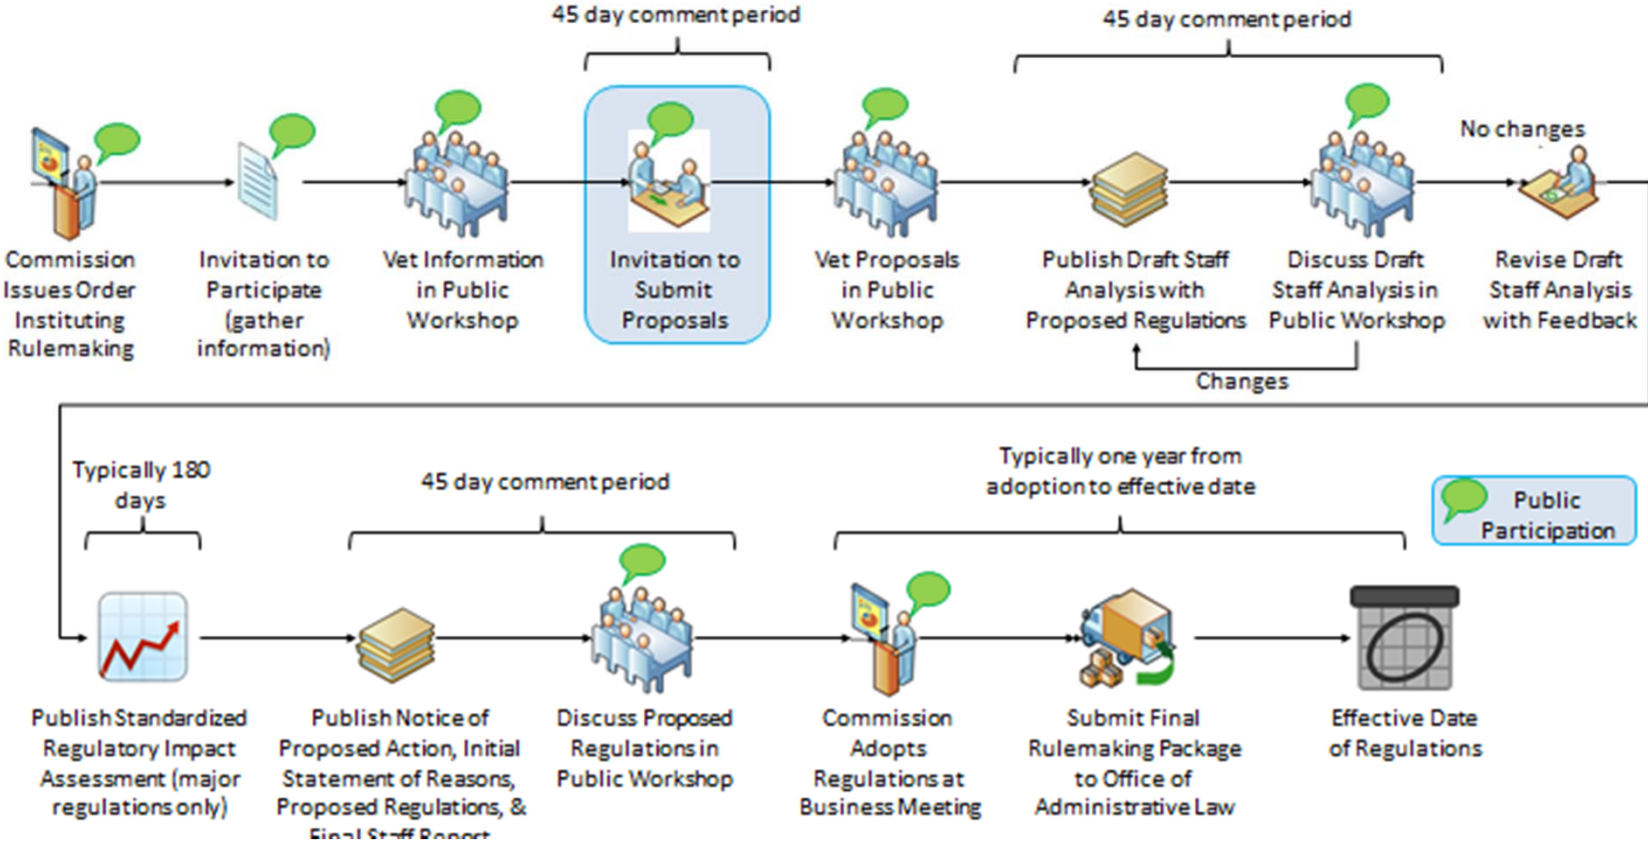 45 day comment period
45 day comment period
No changes
Commission
Issues Order
Instituting
Rulemaking
Invitation to
Participate
(gather
information)
Vet Information
in Public
Workshop
Invitation to
Submit
Proposals
Vet Proposals
in Public
Workshop
Publish Draft Staff
Analysis with
Proposed Regulations
Discuss Draft
Staff Analysis in
Public Workshop
Revise Draft
Staff Analysis
with Feedback
Changes
Typically 180
days
45 day comment period
Typically one year from
adoption to effective date
Public
Participation
Publish Standardized
Regulatory Impact
Assessment (major
regulations only)
Publish Notice of
Proposed Action, Initial
Statement of Reasons,
Proposed Regulations, &
Final Staff Report
Discuss Proposed
Regulations in
Public Workshop
Commission
Adopts
Regulations at
Business Meeting
Submit Final
Rulemaking Package
to Office of
Administrative Law
Effective Date
of Regulations